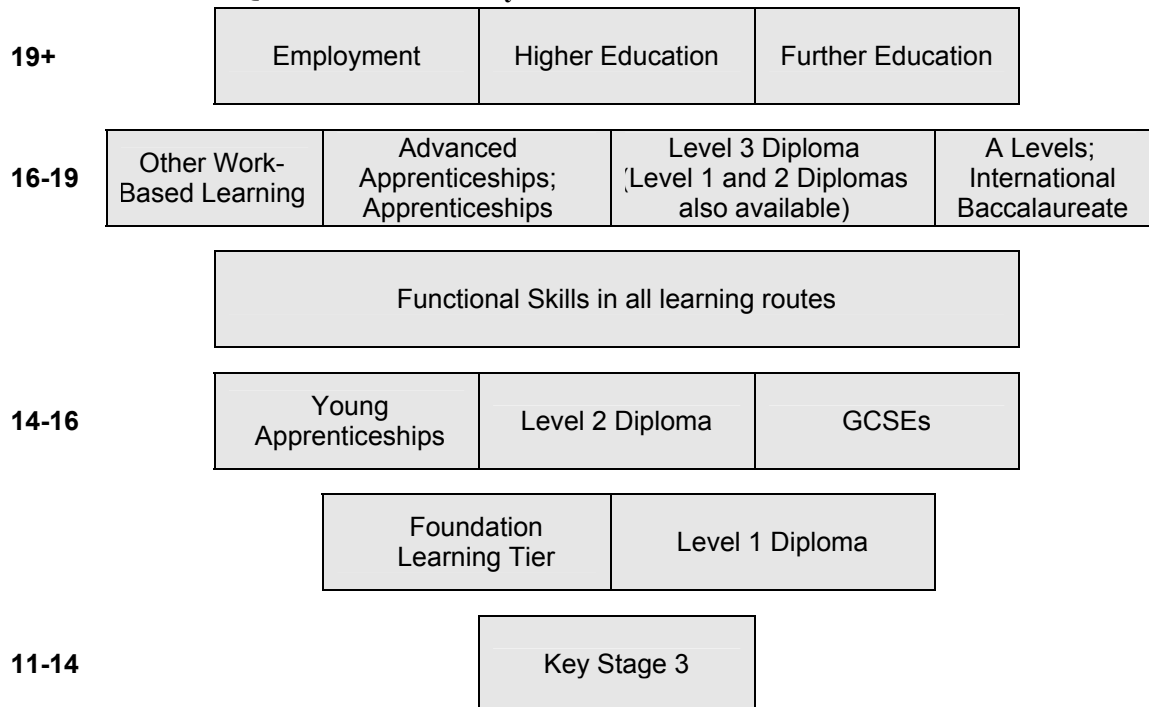 19+
Employment
Higher Education
Further Education
16-19
Other Work-
Based Learning
Advanced
Apprenticeships;
Apprenticeships
Level 3 Diploma
(Level 1 and 2 Diplomas
also available)
A Levels;
International
Baccalaureate
Functional Skills in all learning routes
14-16
Young
Apprenticeships
Level 2 Diploma
GCSEs
Foundation
Learning Tier
Level 1 Diploma
11-14
Key Stage 3